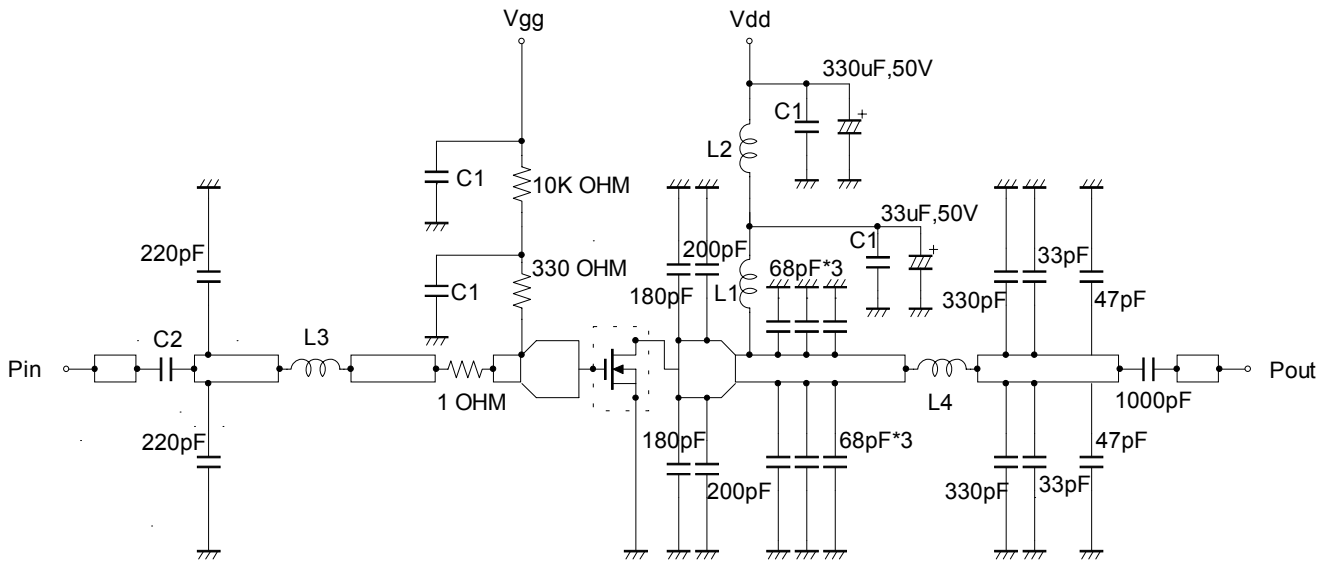 Vgg
Vdd
330uF,50V
C1
L2
C1
10K OHM
33uF,50V
C1
220pF
200pF
68pF*3
33pF
330 OHM
C1
180pF
L1
330pF
47pF
C2
L3
Pin
Pout
1 OHM
L4
1000pF
220pF
180pF
68pF*3
47pF
200pF
330pF
33pF